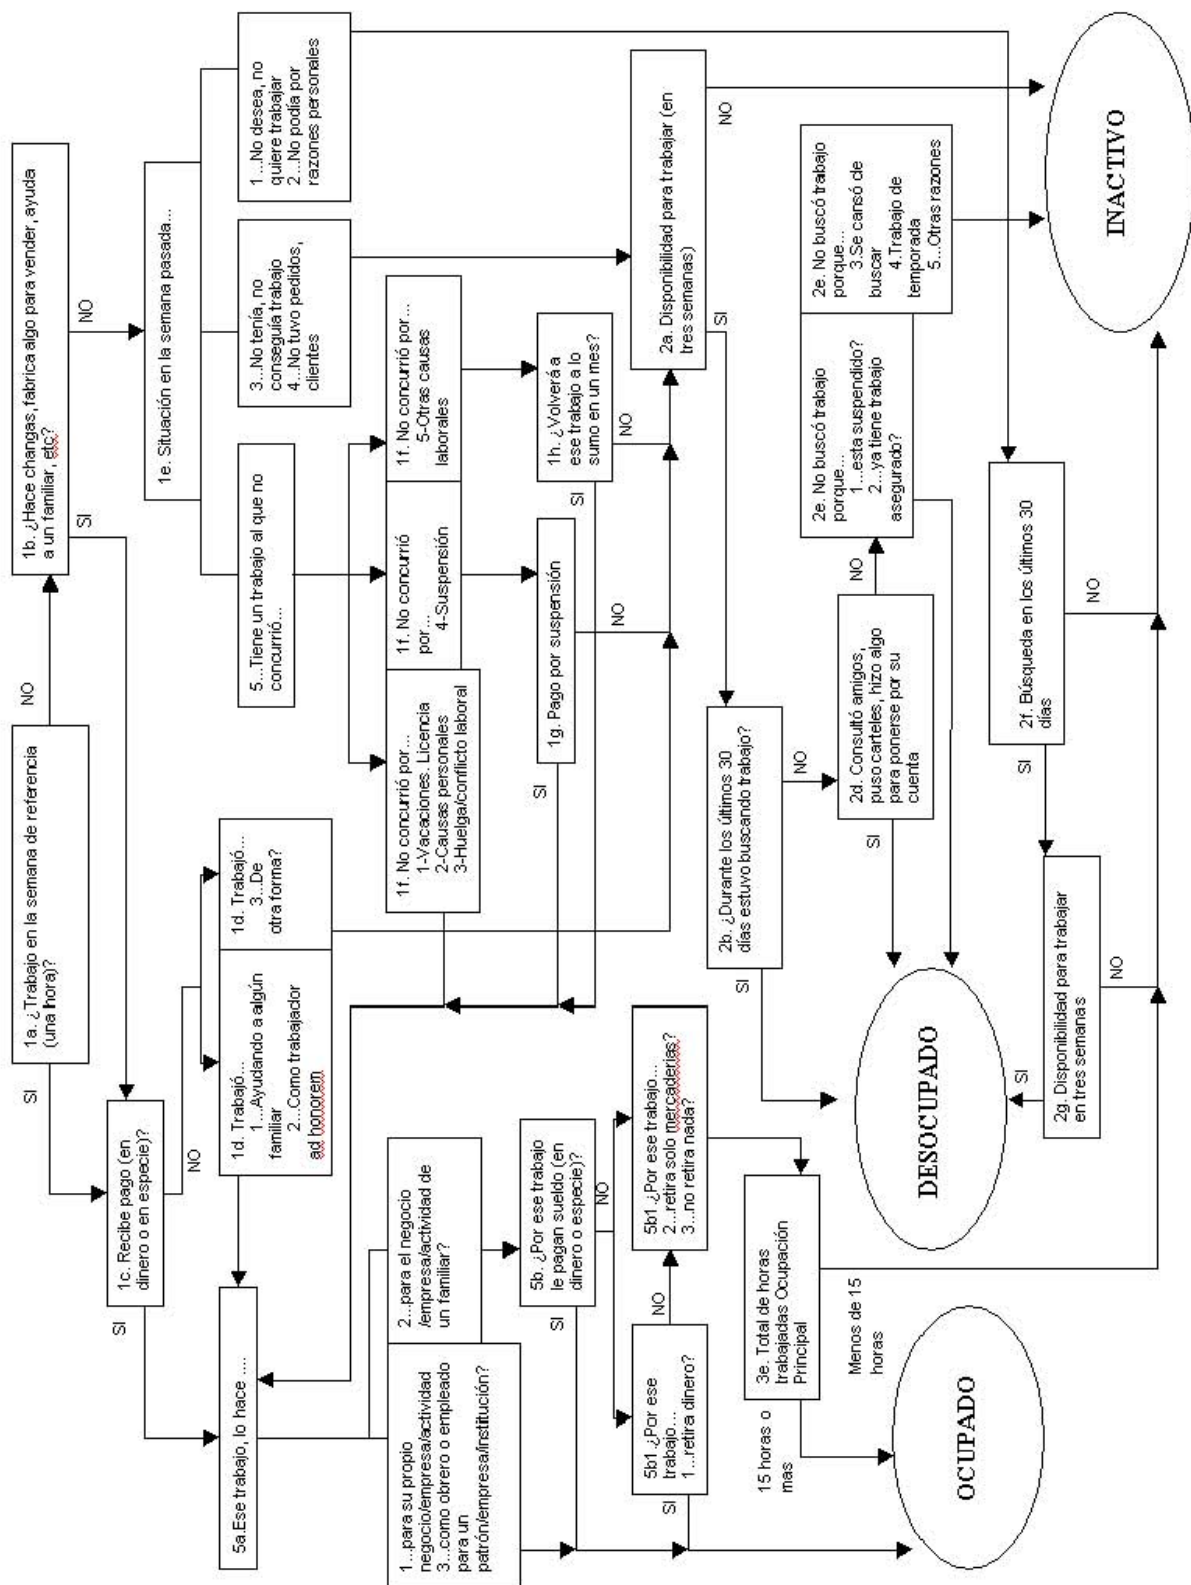 1a. ¿Trabajo en la semana de referencia
(una hora)?
SI
NO
1b. ¿Hace changas, fabrica algo para vender, ayuda
a un familiar, etc?
SI
NO
1c. Recibe pago (en
dinero o en especie)?
SI
NO
1d. Trabajó...
1...Ayudando a algún
familiar
2...Como trabajador
ad honorem
1d. Trabajó...
3...De
otra forma?
1e. Situación en la semana pasada...
5...Tiene un trabajo al que no
concurrió...
3...No tenía, no
conseguía trabajo
4...No tuvo pedidos,
clientes
1...No desea, no
quiere trabajar
2...No podía por
razones personales
1f. No concurrió por...
1-Vacaciones. Licencia
2-Causas personales
3-Huelga/conflicto laboral
1f. No concurrió
por...
4-Suspensión
1f. No concurrió por...
5-Otras causas
laborales
1g. Pago por suspensión
SI
NO
1h. ¿Volverá a
ese trabajo a lo
sumo en un mes?
SI
NO
5a.Ese trabajo, lo hace ....
1...para su propio
negocio/empresa/actividad
3...como obrero o empleado
para un
patrón/empresa/institución?
2...para el negocio
/empresa/actividad de
un familiar?
5b. ¿Por ese trabajo
le pagan sueldo (en
dinero o especie)?
SI
NO
5b1.¿Por ese
trabajo...
1...retira dinero?
SI
NO
5b1.¿Por ese trabajo...
2...retira solo mercaderías?
3...no retira nada?
3e. Total de horas
trabajadas Ocupación
Principal
15 horas o
mas
Menos de 15
horas
2a. Disponibilidad para trabajar (en
tres semanas)
SI
NO
2b. ¿Durante los últimos 30
días estuvo buscando trabajo?
SI
NO
2d. Consultó amigos,
puso carteles, hizo algo
para ponerse por su
cuenta
SI
NO
2e. No buscó trabajo
porque...
1...esta suspendido?
2...ya tiene trabajo
asegurado?
2e. No buscó trabajo
porque...
3.Se cansó de
buscar
4.Trabajo de
temporada
5...Otras razones
2f. Búsqueda en los últimos 30
días
SI
NO
2g. Disponibilidad para trabajar
en tres semanas
SI
NO
OCUPADO
DESOCUPADO
INACTIVO